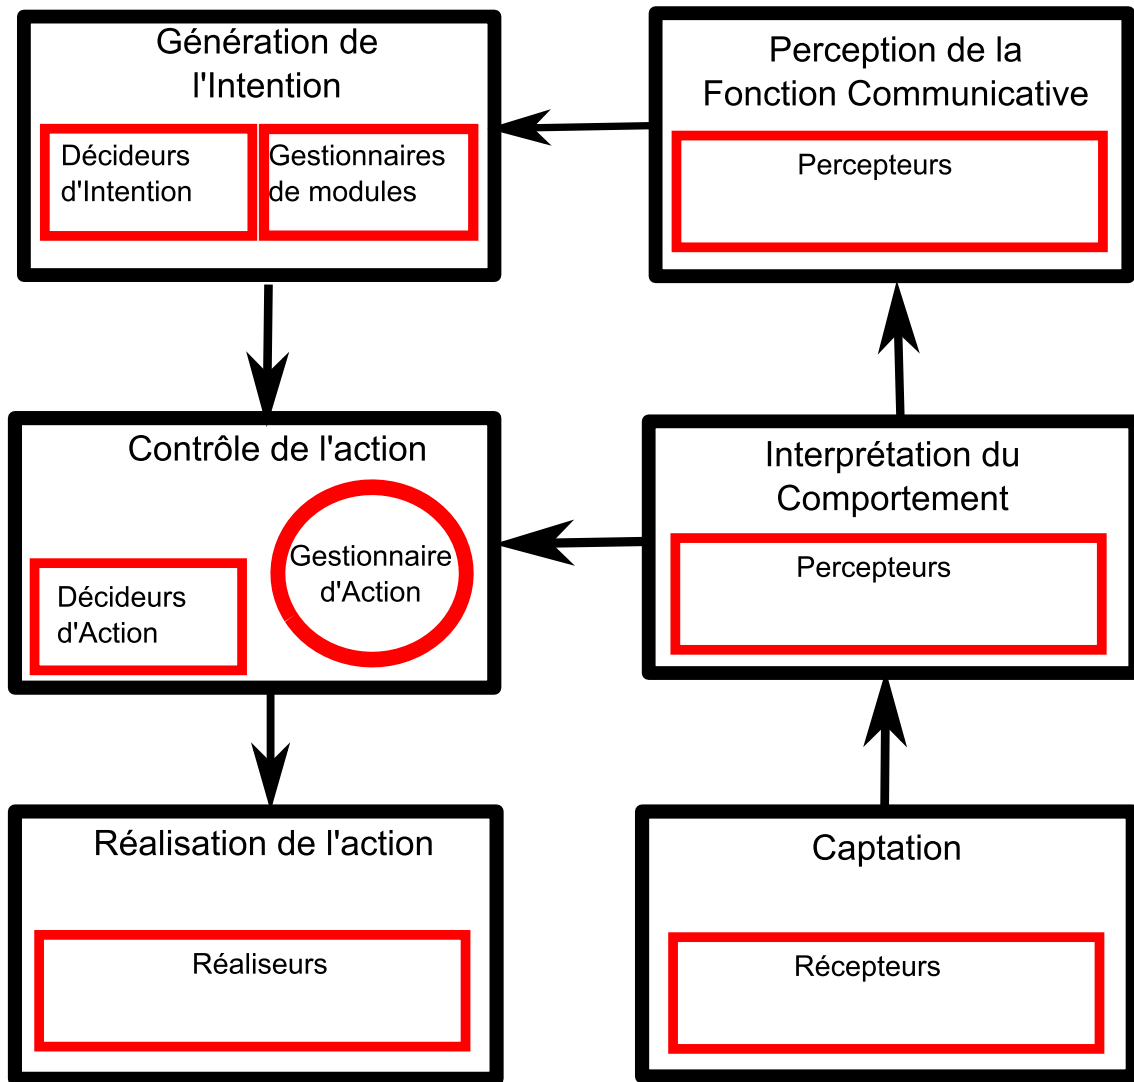 Génération de
l'Intention
Décideurs
d'Intention
Gestionnaires
de modules
Perception de la
Fonction Communicative
Percepteurs
Contrôle de l'action
Gestionnaire
d'Action
Décideurs
d'Action
Interprétation du
Comportement
Percepteurs
Réalisation de l'action
Réaliseurs
Captation
Récepteurs